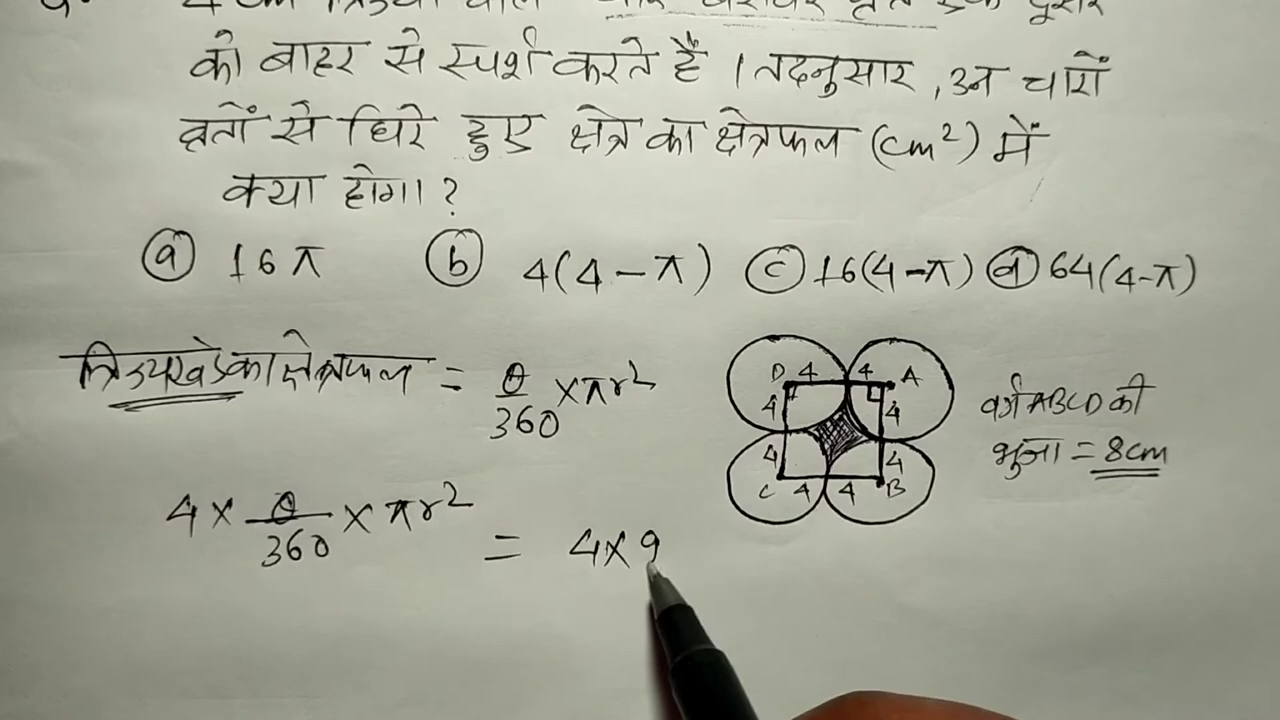 को बाहर से स्पर्श करते हैं । तदनुसार, उन चारों
वृतों से घिरे हुए क्षेत्र का क्षेत्रफल (cm²) में
क्या होगा ?
(a) 16π (b) 4(4-π) (c) 16(4-π) (d) 64(4-π)
त्रिज्यखंड का क्षेत्रफल = θ/360 × πr²
D 4 4 A
4 4
4 4
C 4 4 B
वर्ग ABCD की
भुजा = 8cm
4 × θ/360 × πr² = 4×9